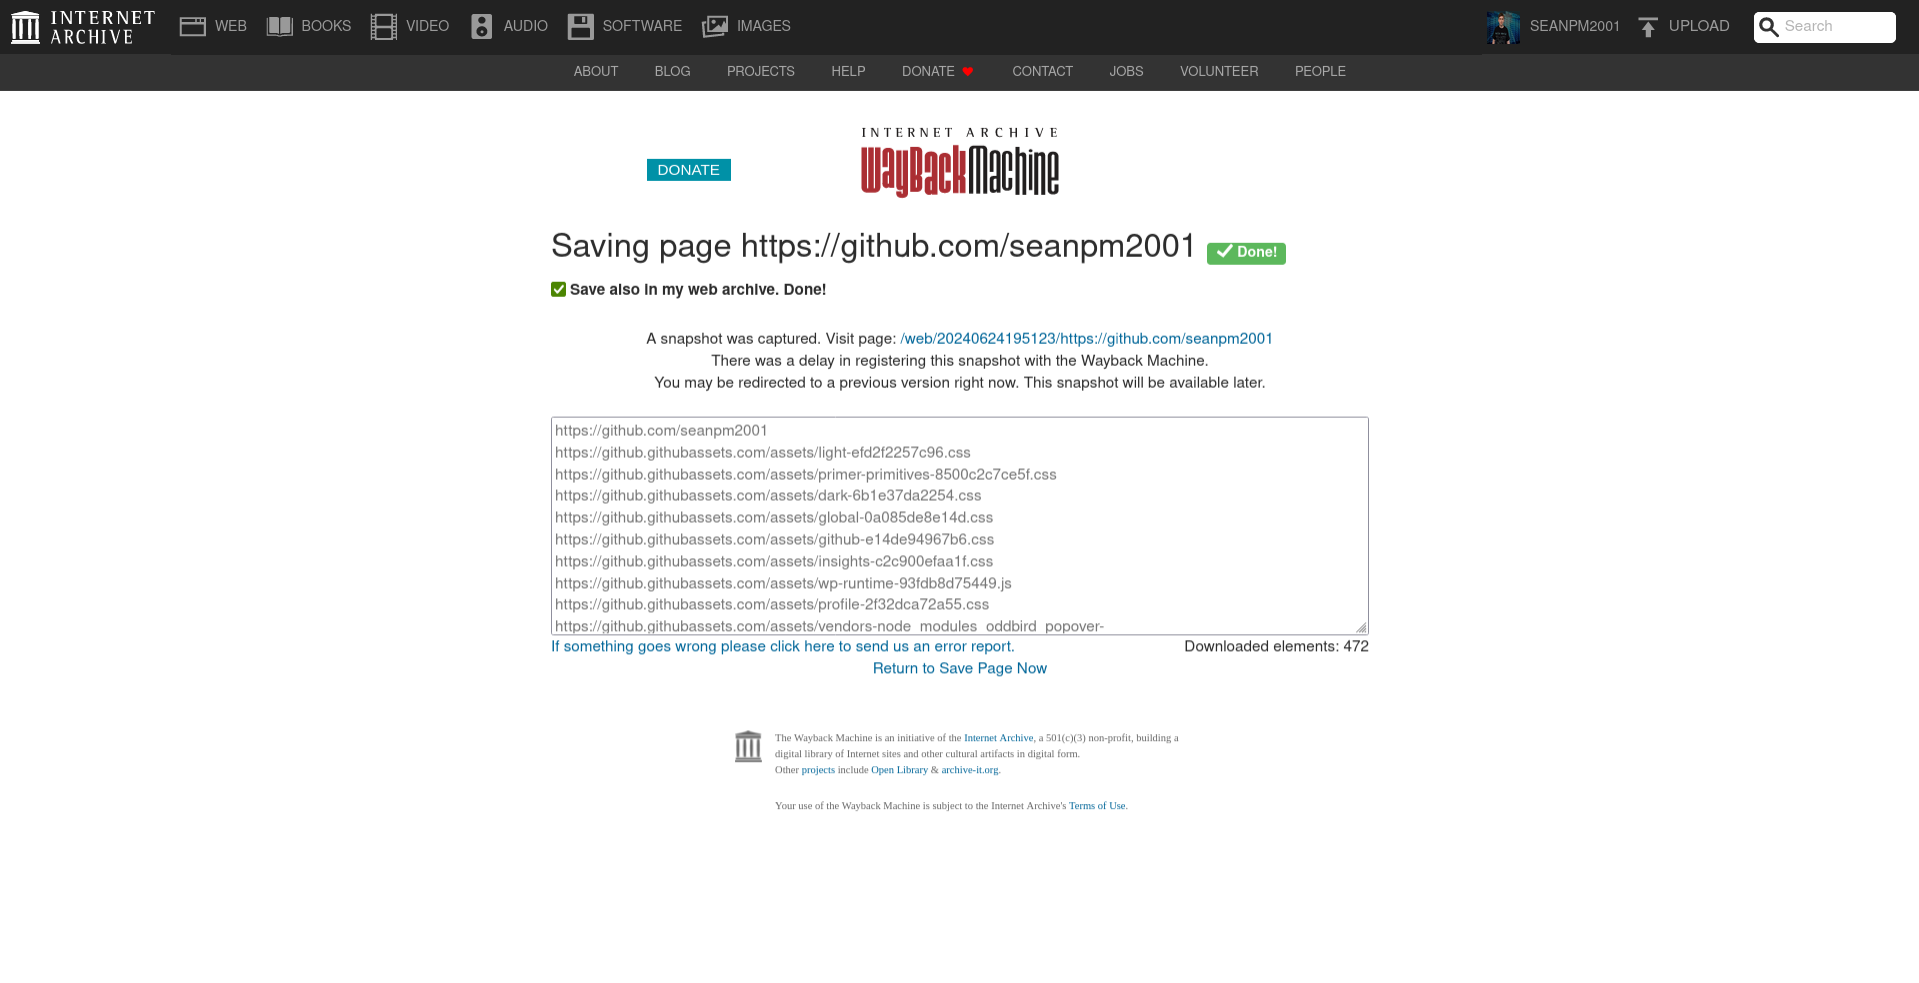 INTERNET ARCHIVE
WEB BOOKS VIDEO AUDIO SOFTWARE IMAGES SEANPM2001 UPLOAD Search
ABOUT BLOG PROJECTS HELP DONATE CONTACT JOBS VOLUNTEER PEOPLE
INTERNET ARCHIVE
WayBackMachine
DONATE
Saving page https://github.com/seanpm2001 Done!
Save also in my web archive. Done!
A snapshot was captured. Visit page: /web/20240624195123/https://github.com/seanpm2001
There was a delay in registering this snapshot with the Wayback Machine.
You may be redirected to a previous version right now. This snapshot will be available later.
https://github.com/seanpm2001
https://github.githubassets.com/assets/light-efd2f2257c96.css
https://github.githubassets.com/assets/primer-primitives-8500c2c7ce5f.css
https://github.githubassets.com/assets/dark-6b1e37da2254.css
https://github.githubassets.com/assets/global-0a085de8e14d.css
https://github.githubassets.com/assets/github-e14de94967b6.css
https://github.githubassets.com/assets/insights-c2c900efaa1f.css
https://github.githubassets.com/assets/wp-runtime-93fdb8d75449.js
https://github.githubassets.com/assets/profile-2f32dca72a55.css
https://github.githubassets.com/assets/vendors-node_modules_oddbird_popover-
If something goes wrong please click here to send us an error report. Downloaded elements: 472
Return to Save Page Now
The Wayback Machine is an initiative of the Internet Archive, a 501(c)(3) non-profit, building a
digital library of Internet sites and other cultural artifacts in digital form.
Other projects include Open Library & archive-it.org.
Your use of the Wayback Machine is subject to the Internet Archive's Terms of Use.